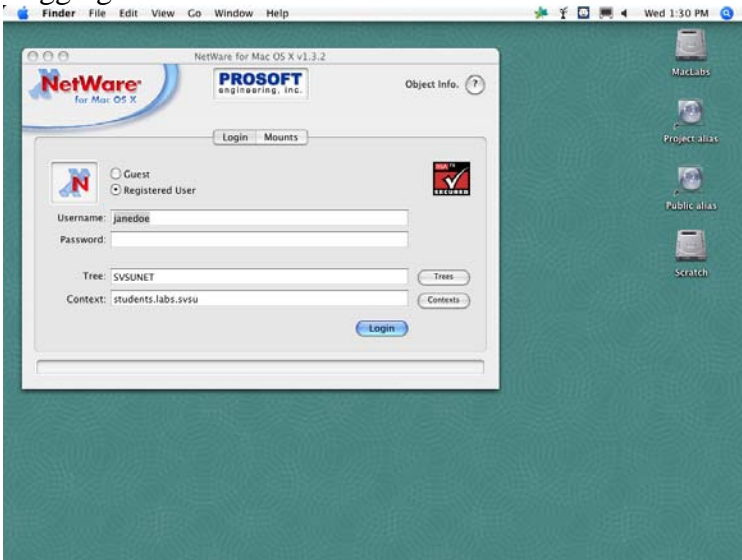 Finder File Edit View Go Window Help Wed 1:30 PM
NetWare for Mac OS X v1.3.2
NetWare
for Mac OS X
PROSOFT
engineering, inc.
Object Info. ?
MacLabs
Login Mounts
Project alias
N
Guest
RSA
SECURED
Registered User
Username: janedoe
Public alias
Password:
Tree: SVSUNET Trees
Scratch
Context: students.labs.svsu Contexts
Login